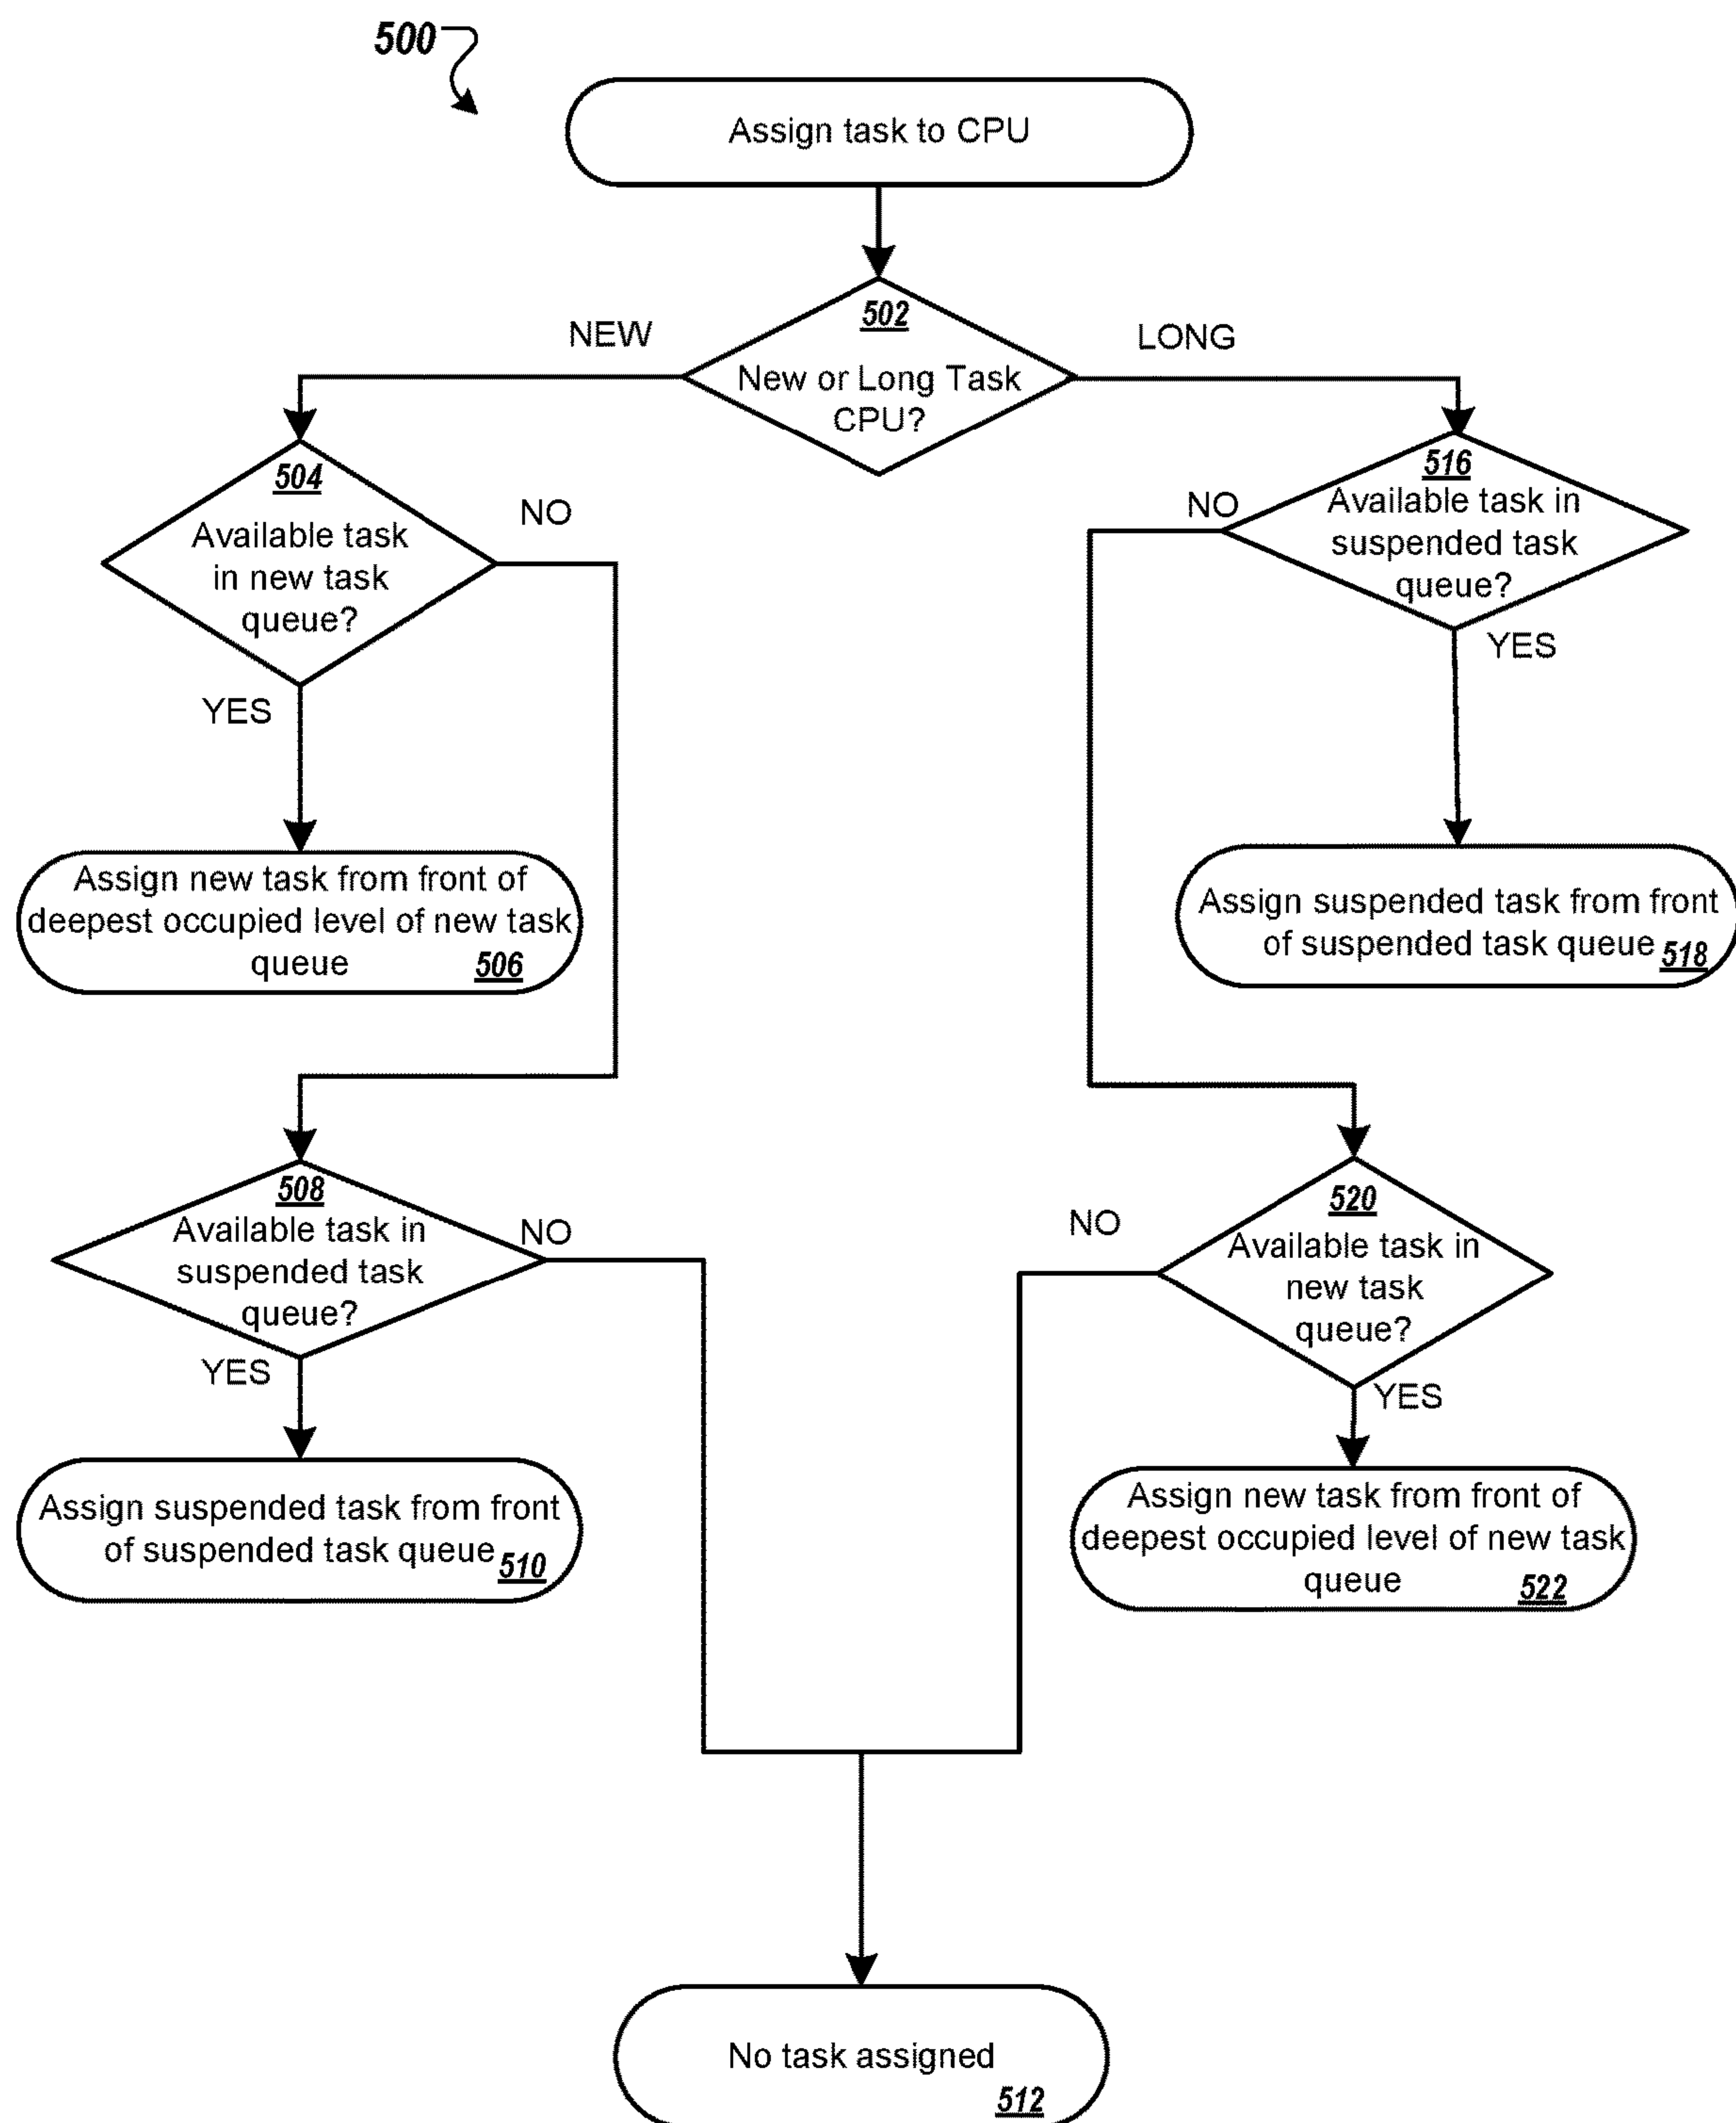 500
Assign task to CPU
502
New or Long Task
CPU?
NEW
LONG
504
Available task
in new task
queue?
NO
YES
516
Available task in
suspended task
queue?
NO
YES
Assign new task from front of
deepest occupied level of new task
queue
506
Assign suspended task from front
of suspended task queue
518
508
Available task in
suspended task
queue?
NO
YES
520
Available task in
new task
queue?
NO
YES
Assign suspended task from front
of suspended task queue
510
Assign new task from front of
deepest occupied level of new task
queue
522
No task assigned
512